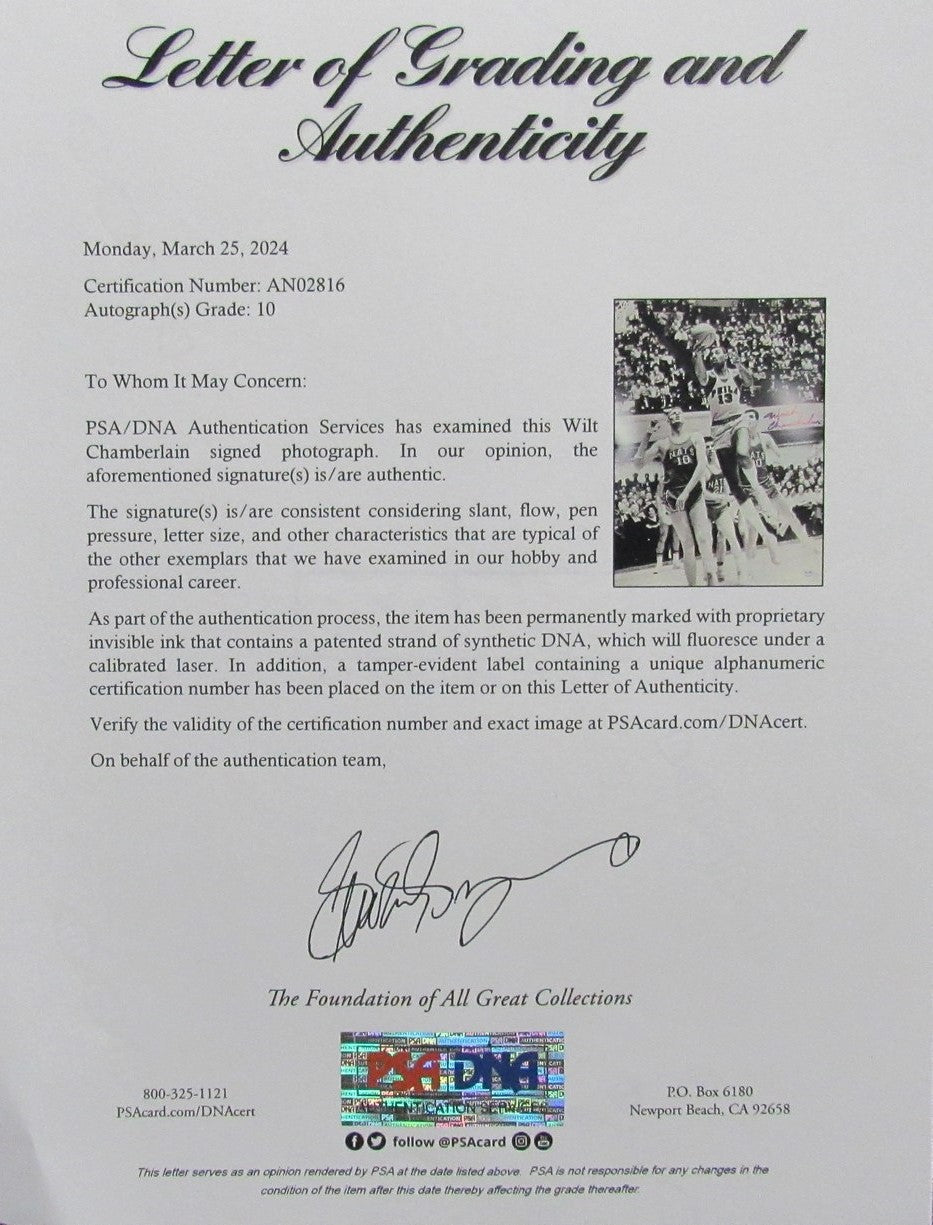 Letter of Grading and
Authenticity
Monday, March 25, 2024
Certification Number: AN02816
Autograph(s) Grade: 10
To Whom It May Concern:
PSA/DNA Authentication Services has examined this Wilt
Chamberlain signed photograph. In our opinion, the
aforementioned signature(s) is/are authentic.
The signature(s) is/are consistent considering slant, flow, pen
pressure, letter size, and other characteristics that are typical of
the other exemplars that we have examined in our hobby and
professional career.
PHILA
13
Chamberlain
NATS
10
As part of the authentication process, the item has been permanently marked with proprietary
invisible ink that contains a patented strand of synthetic DNA, which will fluoresce under a
calibrated laser. In addition, a tamper-evident label containing a unique alphanumeric
certification number has been placed on the item or on this Letter of Authenticity.
Verify the validity of the certification number and exact image at PSAcard.com/DNAcert.
On behalf of the authentication team,
The Foundation of All Great Collections
PSA DNA
AUTHENTICATION SERVICES
800-325-1121
PSAcard.com/DNAcert
P.O. Box 6180
Newport Beach, CA 92658
follow @PSAcard
This letter serves as an opinion rendered by PSA at the date listed above. PSA is not responsible for any changes in the
condition of the item after this date thereby affecting the grade thereafter.